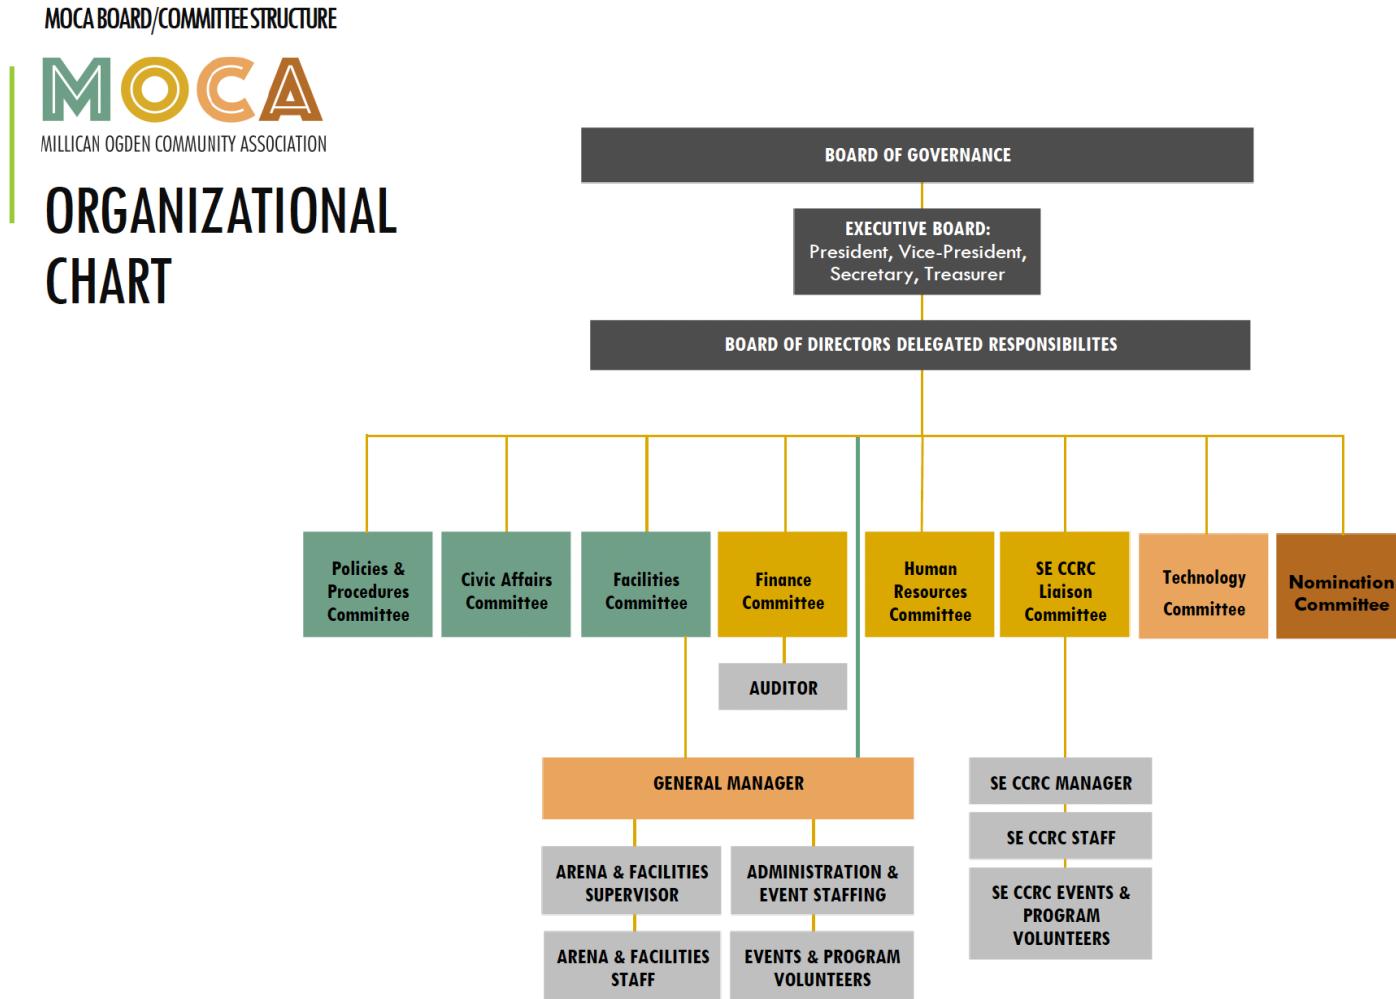 MOCA BOARD/COMMITTEE STRUCTURE
MOCA
MILLICAN OGDEN COMMUNITY ASSOCIATION
ORGANIZATIONAL
CHART
BOARD OF GOVERNANCE
EXECUTIVE BOARD:
President, Vice-President,
Secretary, Treasurer
BOARD OF DIRECTORS DELEGATED RESPONSIBILITES
Policies &
Procedures
Committee
Civic Affairs
Committee
Facilities
Committee
Finance
Committee
Human
Resources
Committee
SE CCRC
Liaison
Committee
Technology
Committee
Nomination
Committee
AUDITOR
GENERAL MANAGER
ARENA & FACILITIES
SUPERVISOR
ARENA & FACILITIES
STAFF
ADMINISTRATION &
EVENT STAFFING
EVENTS & PROGRAM
VOLUNTEERS
SE CCRC MANAGER
SE CCRC STAFF
SE CCRC EVENTS &
PROGRAM
VOLUNTEERS